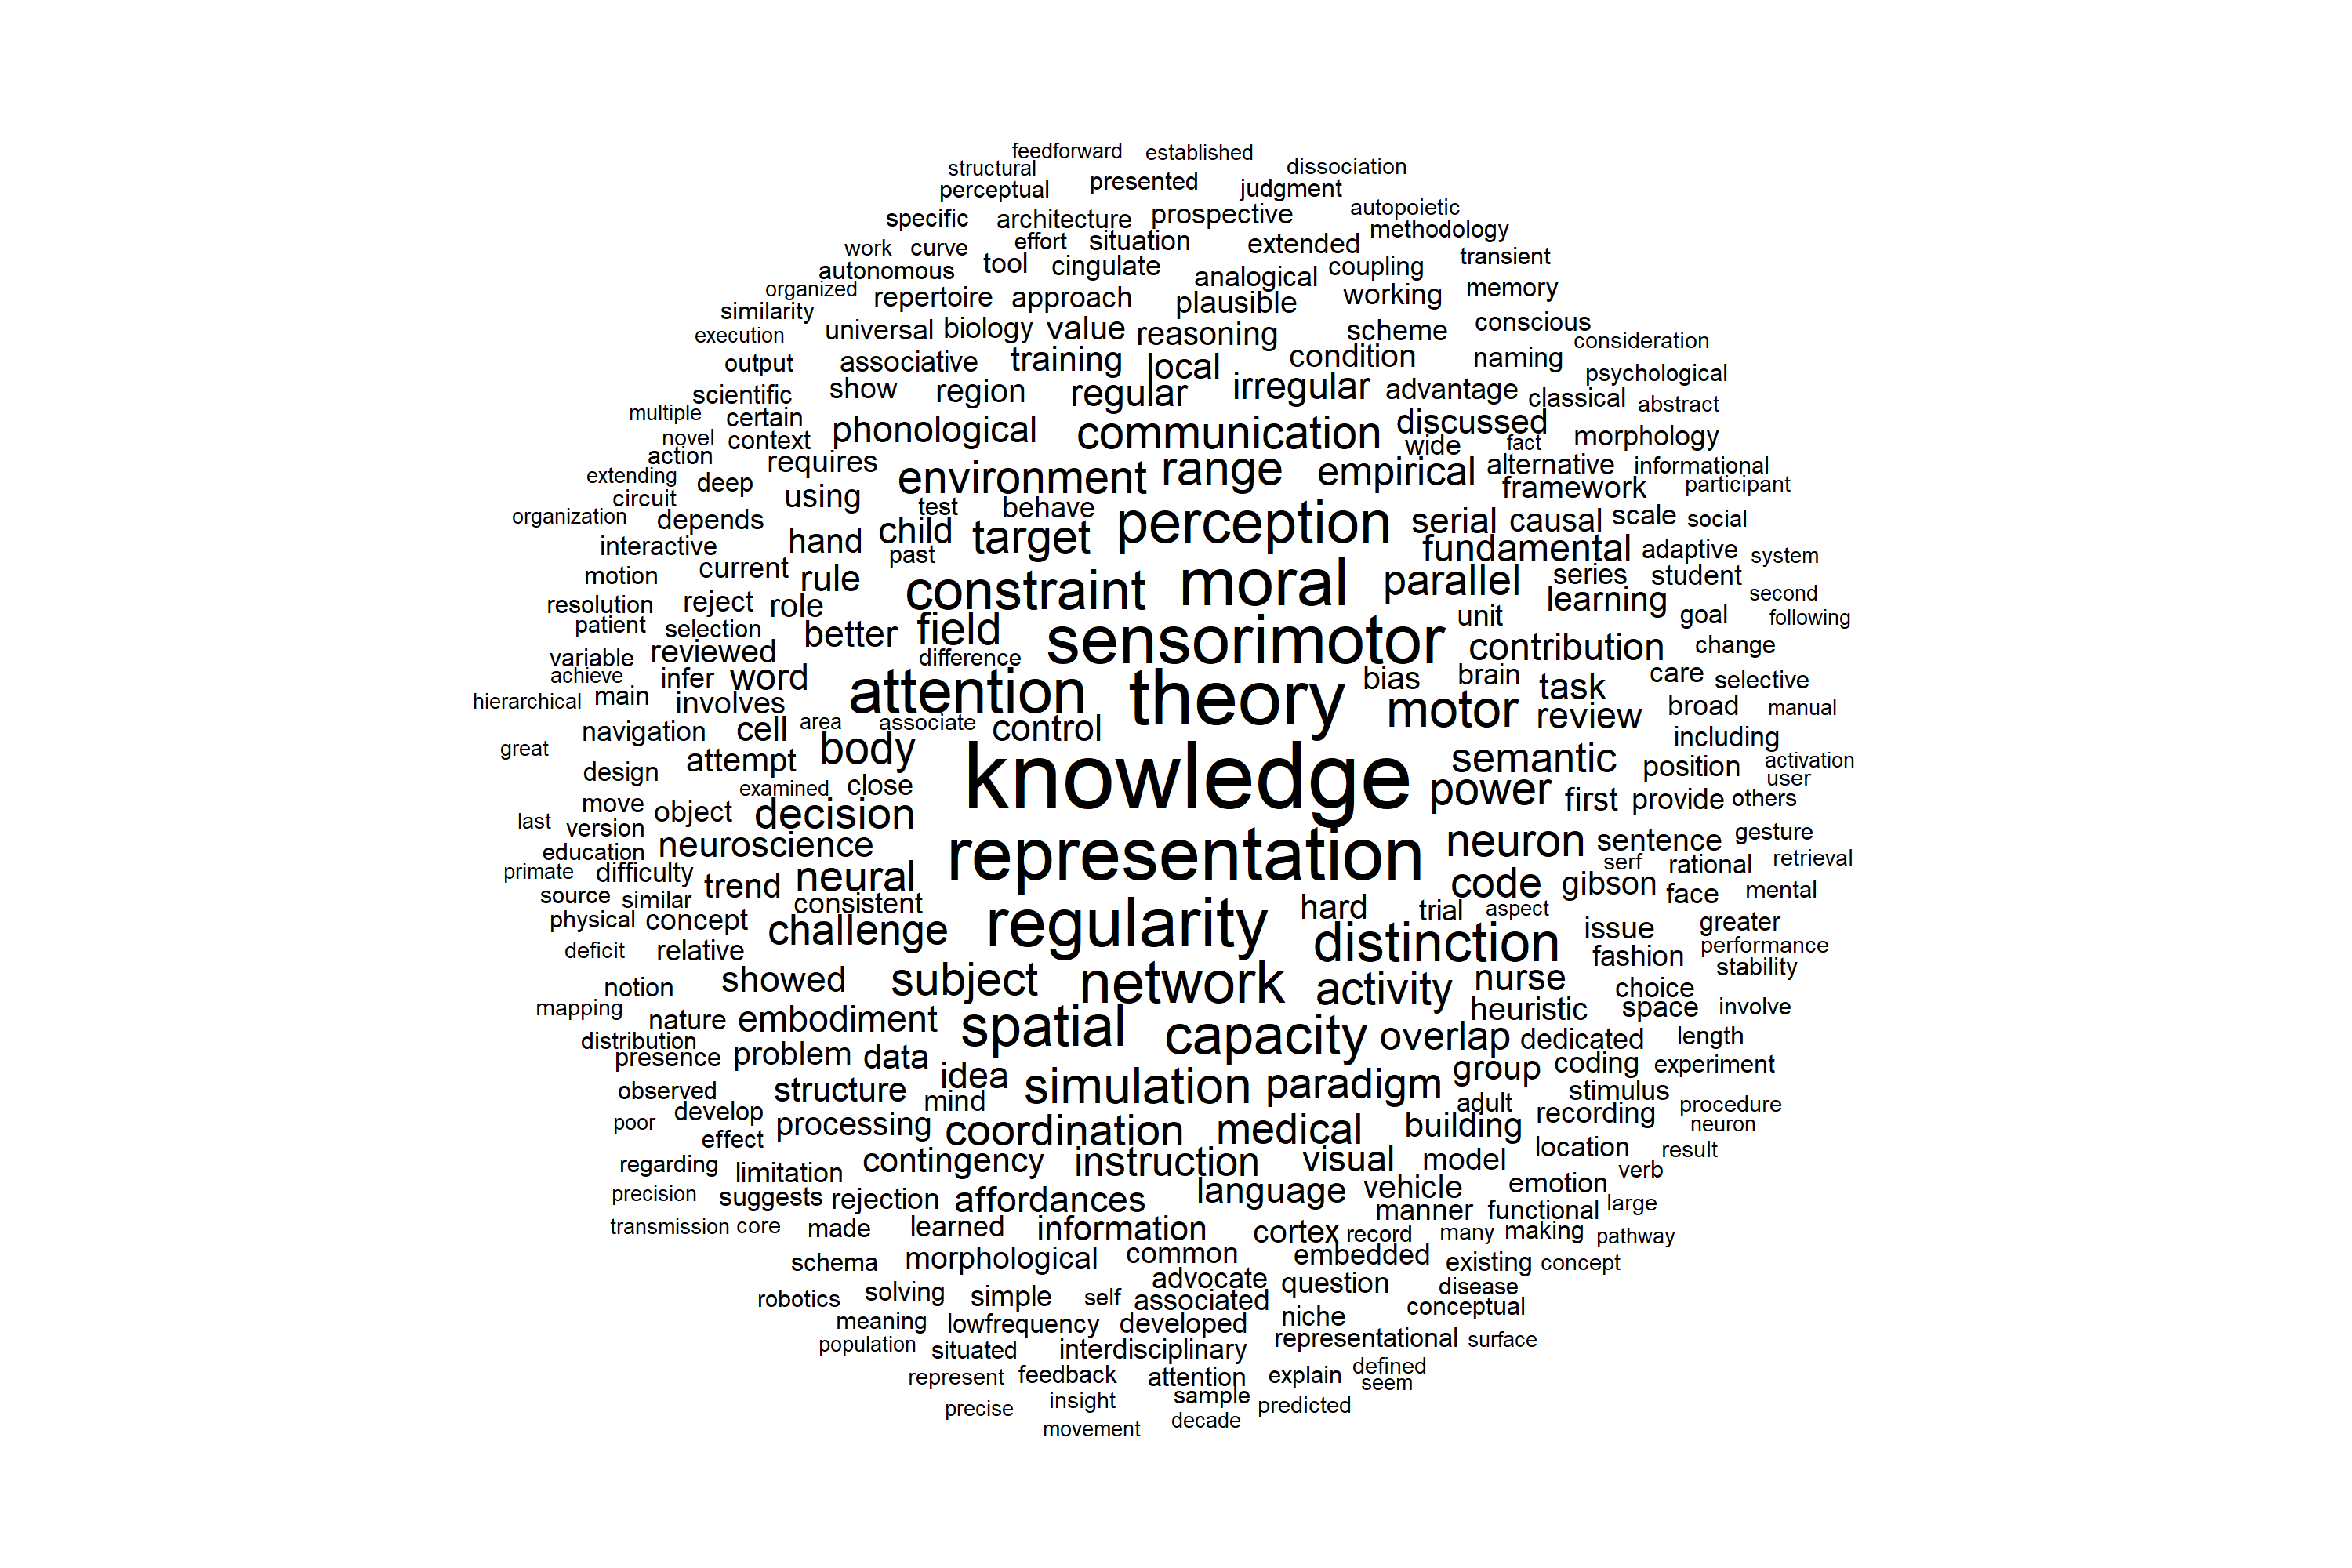 feedforward established
structural dissociation
perceptual presented judgment
specific architecture prospective autopoietic
methodology
work curve effort situation extended
autonomous tool cingulate analogical coupling transient
organized repertoire approach plausible working memory
similarity
execution universal biology value reasoning scheme conscious
consideration
output associative training local condition naming
psychological
scientific show region regular irregular advantage classical abstract
multiple certain
novel context phonological communication discussed morphology
action wide fact
extending requires environment range empirical alternative informational
circuit deep using framework participant
organization depends test behave perception serial causal scale social
interactive hand child past target fundamental adaptive system
motion current rule constraint moral parallel series student
resolution reject role learning second
patient selection better field sensorimotor unit goal following
variable reviewed difference contribution change
achieve infer word attention theory bias brain care selective
hierarchical main involves motor task review broad manual
navigation cell area associate control including
great attempt body semantic position activation
design examined close knowledge power user
move object decision first provide others
last version
education neuroscience representation neuron sentence gesture
primate difficulty trend neural serf rational retrieval
source similar consistent code gibson face mental
physical concept challenge regularity hard trial aspect issue greater
deficit relative distinction fashion performance
notion showed subject network activity nurse choice stability
mapping nature embodiment spatial capacity heuristic space involve
distribution overlap dedicated length
presence problem data idea simulation paradigm group coding experiment
observed structure mind adult stimulus
poor develop processing coordination medical building recording procedure
effect neuron
regarding limitation contingency instruction visual model location result
verb
precision suggests rejection affordances language vehicle emotion
manner functional large
transmission core made learned information cortex record many making pathway
schema morphological common embedded existing concept
advocate question disease
robotics solving simple self associated conceptual
meaning lowfrequency developed niche
population situated interdisciplinary representational surface
represent feedback attention explain defined
seem
precise insight sample predicted
movement decade